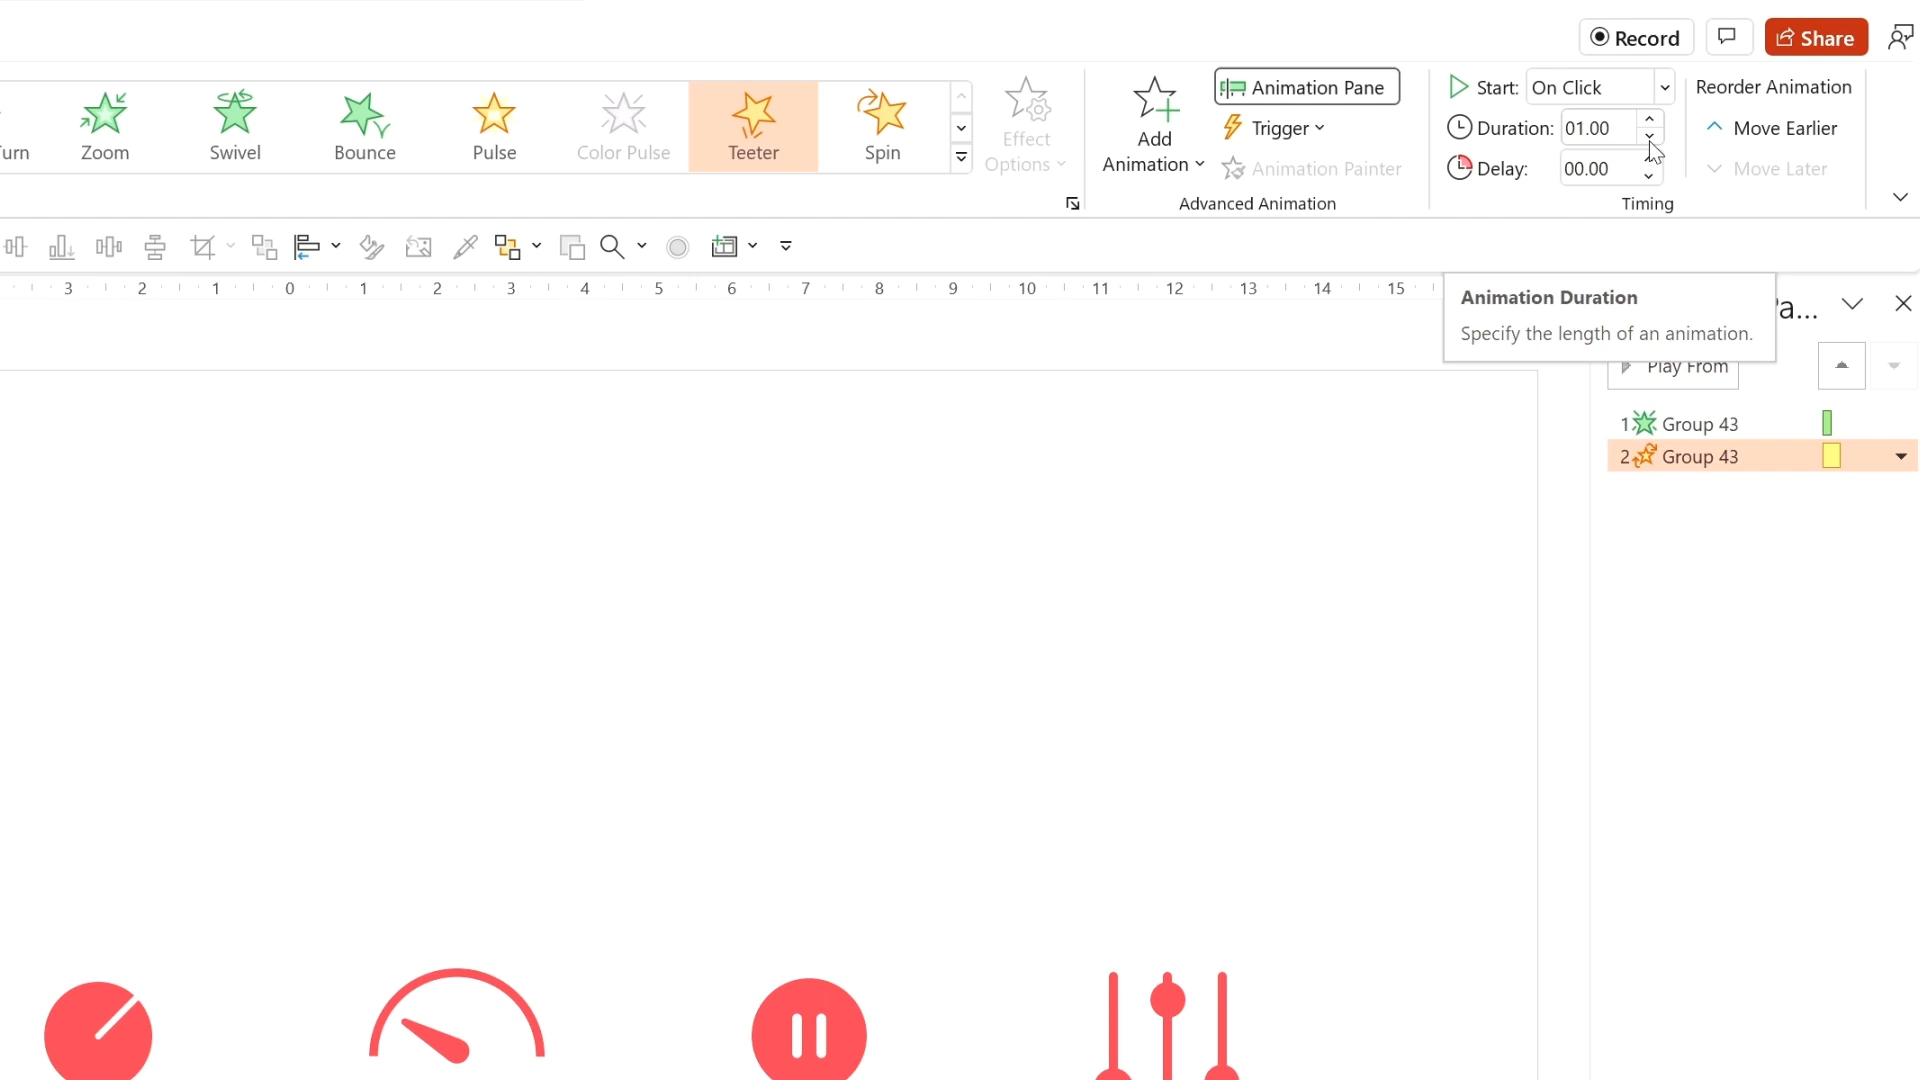 Record
Share
urn
Zoom
Swivel
Bounce
Pulse
Color Pulse
Teeter
Spin
Effect
Options
Add
Animation
Animation Pane
Trigger
Animation Painter
Advanced Animation
Start: On Click
Duration: 01.00
Delay: 00.00
Timing
Reorder Animation
Move Earlier
Move Later
3 2 1 0 1 2 3 4 5 6 7 8 9 10 11 12 13 14 15
Animation Duration
Specify the length of an animation.
a...
Play From
1 Group 43
2 Group 43